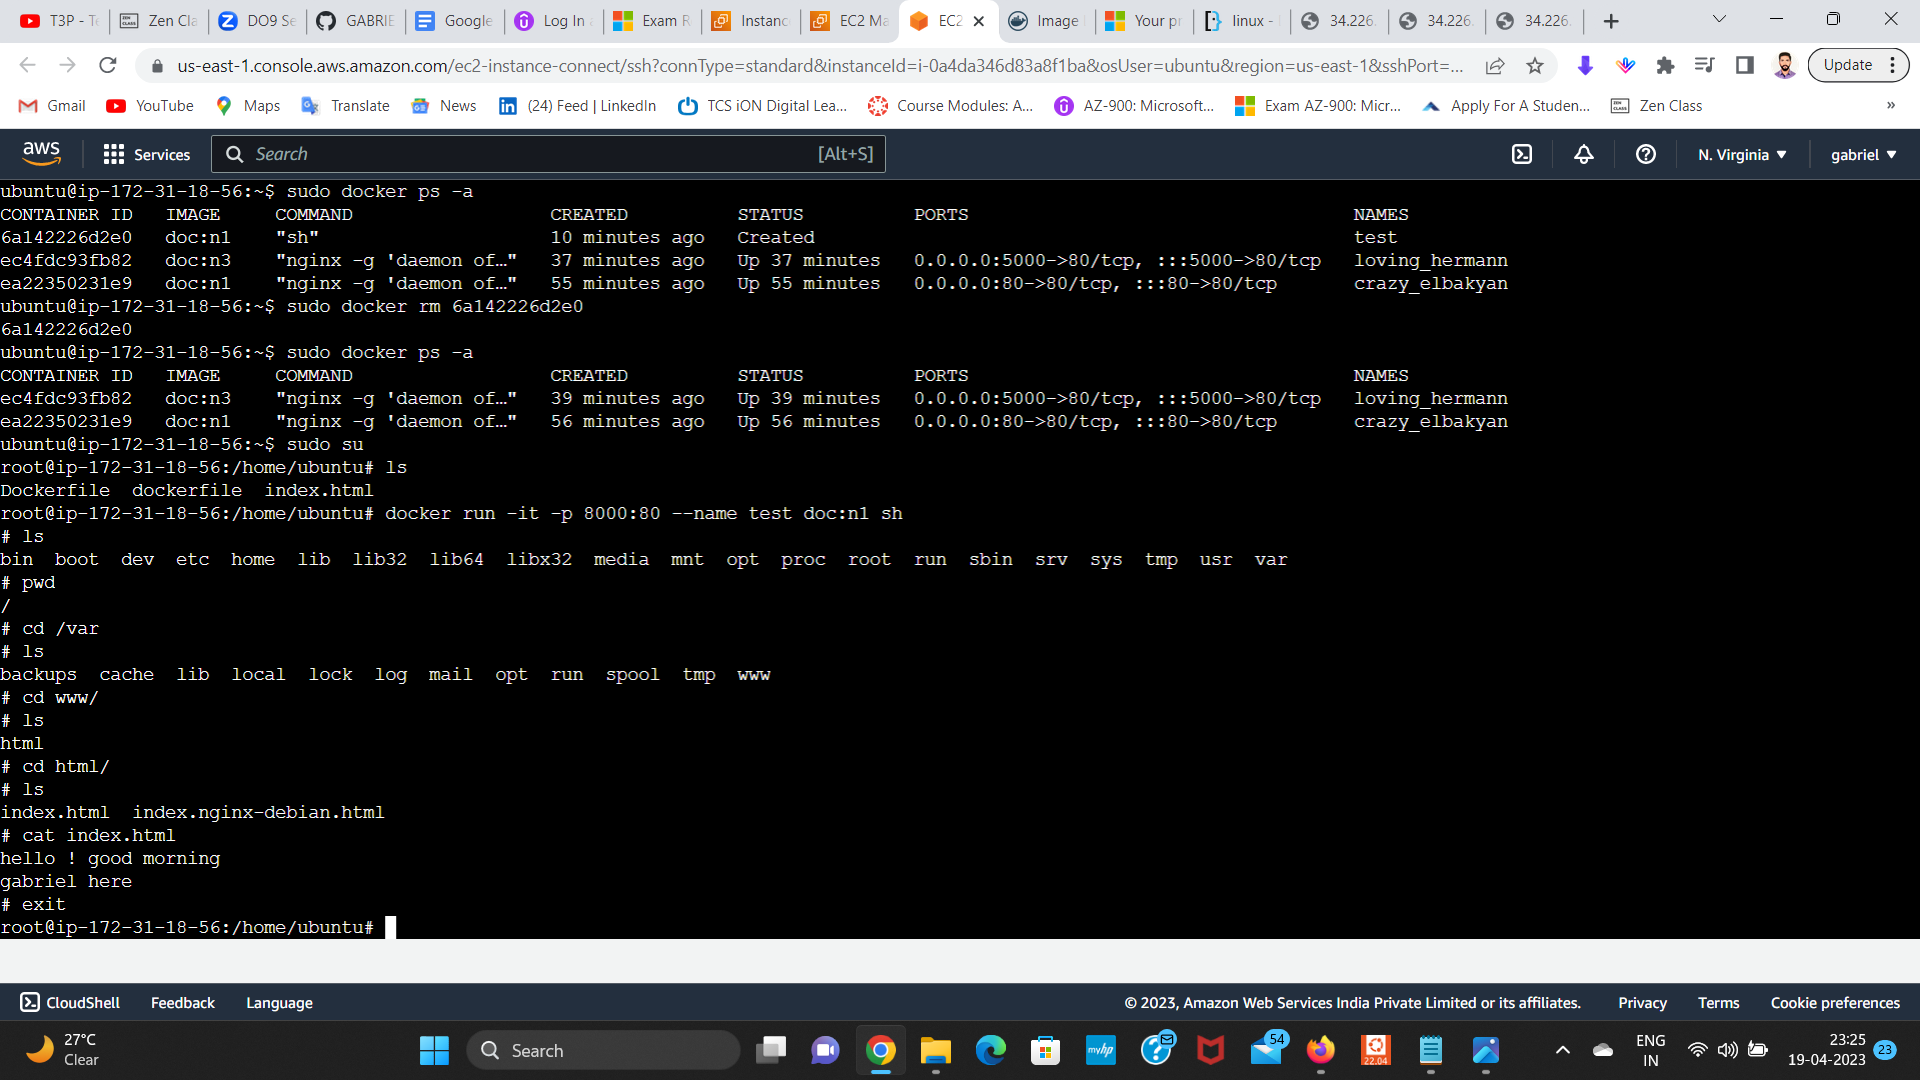 T3P - Te
Zen Cla
DO9 Se
GABRIE
Google
Log In
Exam R
Instanc
EC2 Ma
EC2
Image
Your pr
linux -
34.226.
34.226.
34.226.
us-east-1.console.aws.amazon.com/ec2-instance-connect/ssh?connType=standard&instanceId=i-0a4da346d83a8f1ba&osUser=ubuntu&region=us-east-1&sshPort=...
Update
Gmail
YouTube
Maps
Translate
News
(24) Feed | LinkedIn
TCS iON Digital Lea...
Course Modules: A...
AZ-900: Microsoft...
Exam AZ-900: Micr...
Apply For A Studen...
Zen Class
»
aws
Services
Search
[Alt+S]
N. Virginia
gabriel
ubuntu@ip-172-31-18-56:~$ sudo docker ps -a
CONTAINER ID   IMAGE     COMMAND                  CREATED          STATUS          PORTS                                   NAMES
6a142226d2e0   doc:n1    "sh"                     10 minutes ago   Created                                                 test
ec4fdc93fb82   doc:n3    "nginx -g 'daemon of…"   37 minutes ago   Up 37 minutes   0.0.0.0:5000->80/tcp, :::5000->80/tcp   loving_hermann
ea22350231e9   doc:n1    "nginx -g 'daemon of…"   55 minutes ago   Up 55 minutes   0.0.0.0:80->80/tcp, :::80->80/tcp       crazy_elbakyan
ubuntu@ip-172-31-18-56:~$ sudo docker rm 6a142226d2e0
6a142226d2e0
ubuntu@ip-172-31-18-56:~$ sudo docker ps -a
CONTAINER ID   IMAGE     COMMAND                  CREATED          STATUS          PORTS                                   NAMES
ec4fdc93fb82   doc:n3    "nginx -g 'daemon of…"   39 minutes ago   Up 39 minutes   0.0.0.0:5000->80/tcp, :::5000->80/tcp   loving_hermann
ea22350231e9   doc:n1    "nginx -g 'daemon of…"   56 minutes ago   Up 56 minutes   0.0.0.0:80->80/tcp, :::80->80/tcp       crazy_elbakyan
ubuntu@ip-172-31-18-56:~$ sudo su
root@ip-172-31-18-56:/home/ubuntu# ls
Dockerfile  dockerfile  index.html
root@ip-172-31-18-56:/home/ubuntu# docker run -it -p 8000:80 --name test doc:n1 sh
# ls
bin  boot  dev  etc  home  lib  lib32  lib64  libx32  media  mnt  opt  proc  root  run  sbin  srv  sys  tmp  usr  var
# pwd
/
# cd /var
# ls
backups  cache  lib  local  lock  log  mail  opt  run  spool  tmp  www
# cd www/
# ls
html
# cd html/
# ls
index.html  index.nginx-debian.html
# cat index.html
hello ! good morning
gabriel here
# exit
root@ip-172-31-18-56:/home/ubuntu#
CloudShell
Feedback
Language
© 2023, Amazon Web Services India Private Limited or its affiliates.
Privacy
Terms
Cookie preferences
27°C
Clear
Search
myhp
54
22.04
ENG
IN
23:25
19-04-2023
23